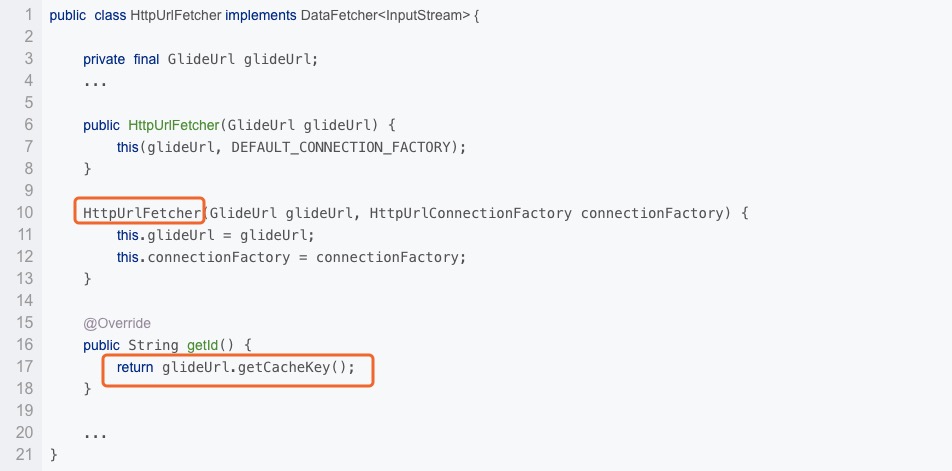 1 public class HttpUrlFetcher implements DataFetcher<InputStream> {
2
3 private final GlideUrl glideUrl;
4 ...
5
6 public HttpUrlFetcher(GlideUrl glideUrl) {
7 this(glideUrl, DEFAULT_CONNECTION_FACTORY);
8 }
9
10 HttpUrlFetcher(GlideUrl glideUrl, HttpUrlConnectionFactory connectionFactory) {
11 this.glideUrl = glideUrl;
12 this.connectionFactory = connectionFactory;
13 }
14
15 @Override
16 public String getId() {
17 return glideUrl.getCacheKey();
18 }
19
20 ...
21 }